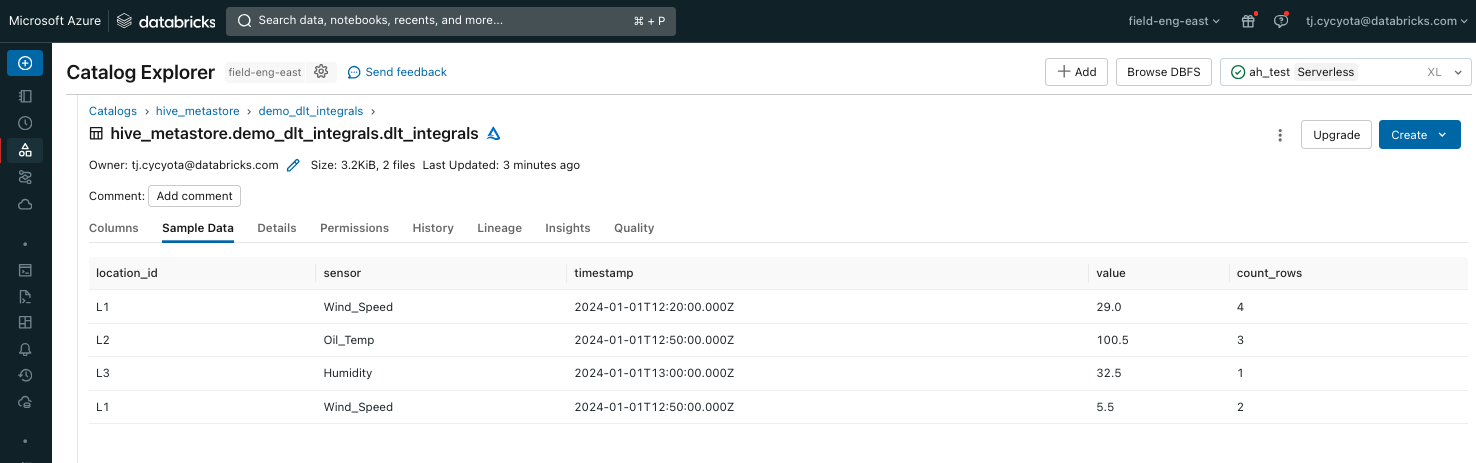 Microsoft Azure databricks Search data, notebooks, recents, and more... ⌘ + P field-eng-east tj.cycyota@databricks.com
Catalog Explorer field-eng-east Send feedback Add Browse DBFS ah_test Serverless XL
Catalogs › hive_metastore › demo_dlt_integrals ›
hive_metastore.demo_dlt_integrals.dlt_integrals Upgrade Create
Owner: tj.cycyota@databricks.com Size: 3.2KiB, 2 files Last Updated: 3 minutes ago
Comment: Add comment
Columns Sample Data Details Permissions History Lineage Insights Quality
location_id sensor timestamp value count_rows
L1 Wind_Speed 2024-01-01T12:20:00.000Z 29.0 4
L2 Oil_Temp 2024-01-01T12:50:00.000Z 100.5 3
L3 Humidity 2024-01-01T13:00:00.000Z 32.5 1
L1 Wind_Speed 2024-01-01T12:50:00.000Z 5.5 2